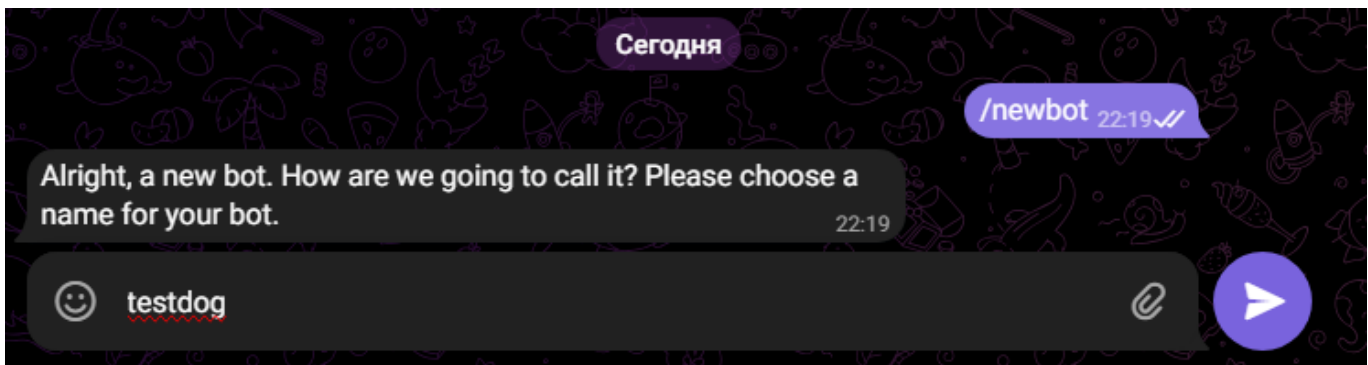 Сегодня
/newbot 22:19
Alright, a new bot. How are we going to call it? Please choose a
name for your bot.
22:19
testdog